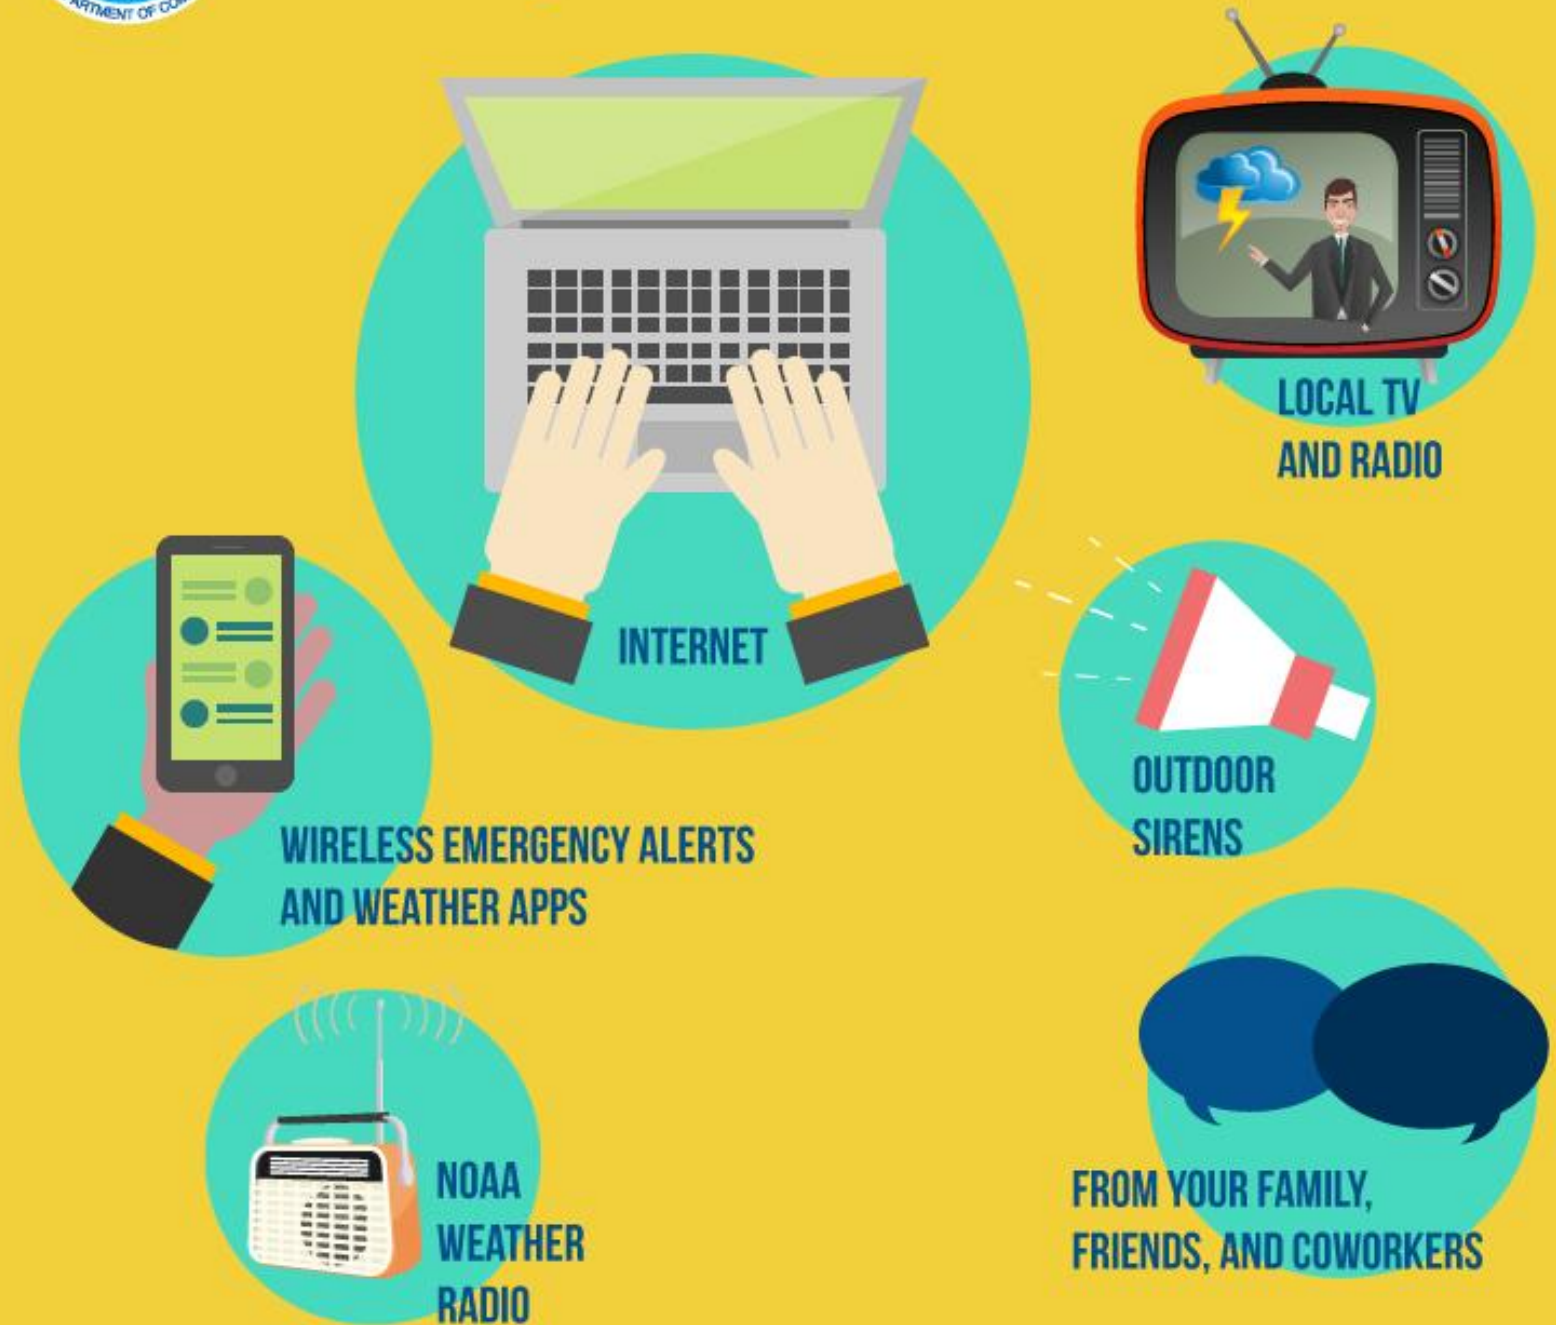 OF
INTERNET
LOCAL TV
AND RADIO
WIRELESS EMERGENCY ALERTS
AND WEATHER APPS
OUTDOOR
SIRENS
NOAA
WEATHER
RADIO
FROM YOUR FAMILY,
FRIENDS, AND COWORKERS